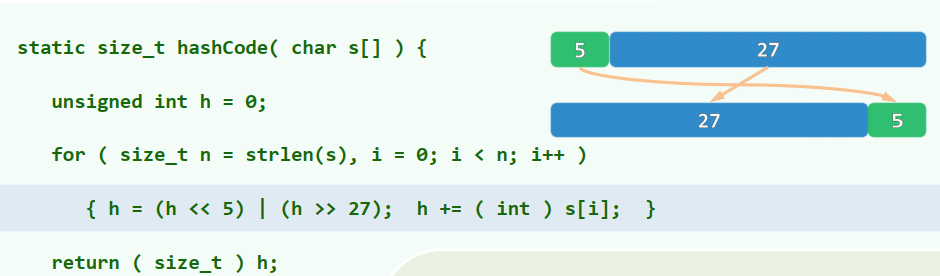 static size_t hashCode( char s[] ) {
5 27
unsigned int h = 0;
27 5
for ( size_t n = strlen(s), i = 0; i < n; i++ )
{ h = (h << 5) | (h >> 27);  h += ( int ) s[i];  }
return ( size_t ) h;